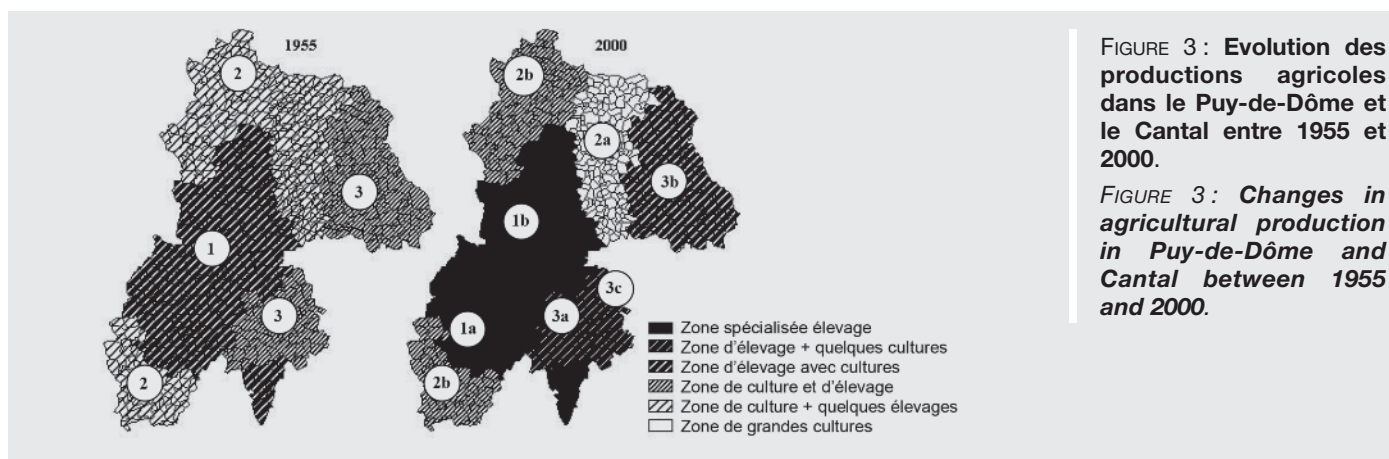 1955
2
3
1
3
2
2000
2b
2a
3b
1b
3c
3a
1a
2b
Zone spécialisée élevage
Zone d'élevage + quelques cultures
Zone d'élevage avec cultures
Zone de culture et d'élevage
Zone de culture + quelques élevages
Zone de grandes cultures
FIGURE 3 : Evolution des
productions agricoles
dans le Puy-de-Dôme et
le Cantal entre 1955 et
2000.
FIGURE 3 : Changes in
agricultural production
in Puy-de-Dôme and
Cantal between 1955
and 2000.